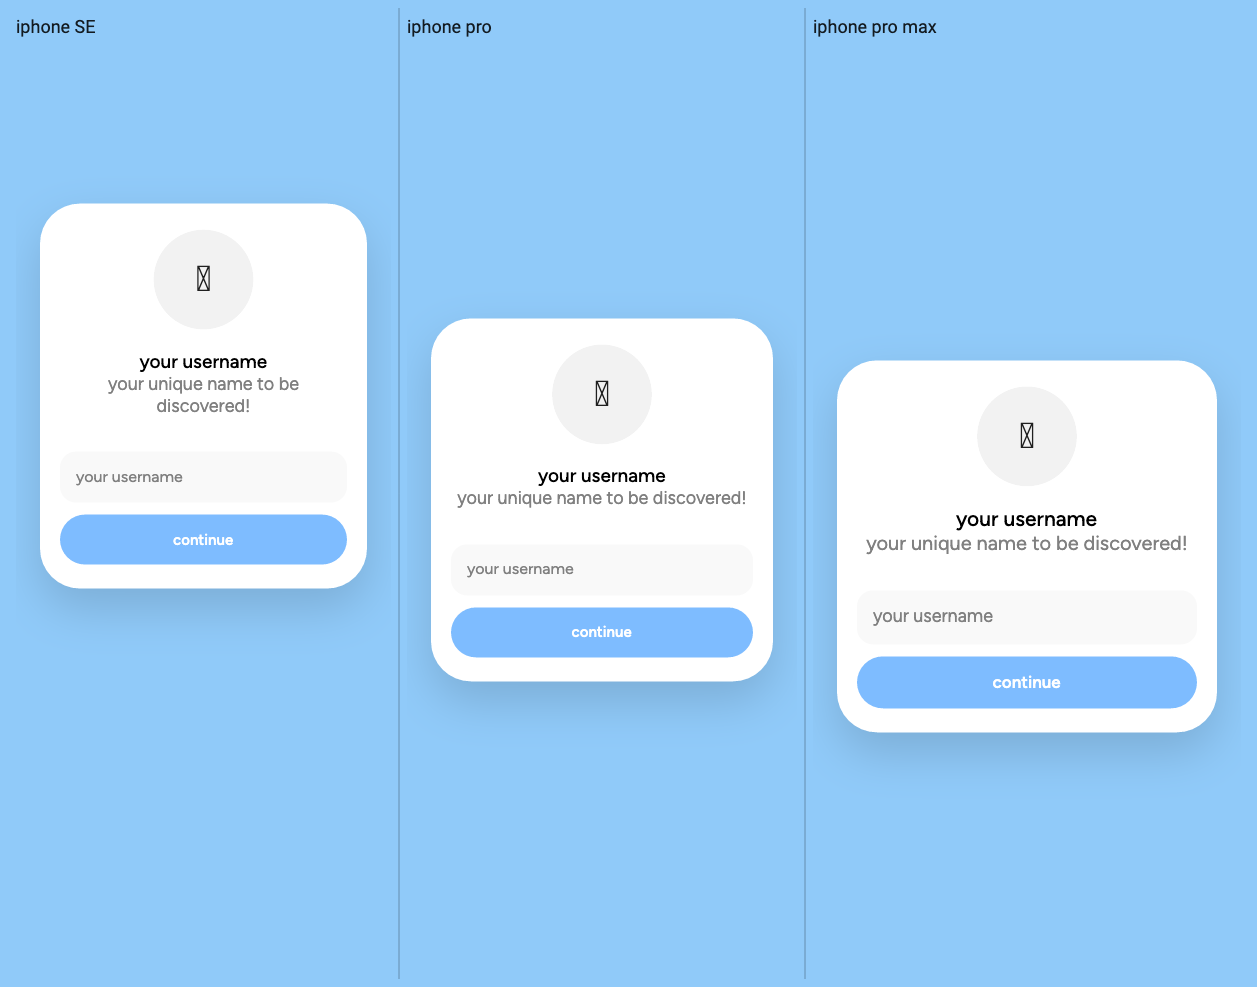 iphone SE
iphone pro
iphone pro max
your username
your unique name to be
discovered!
your username
continue
your username
your unique name to be discovered!
your username
continue
your username
your unique name to be discovered!
your username
continue